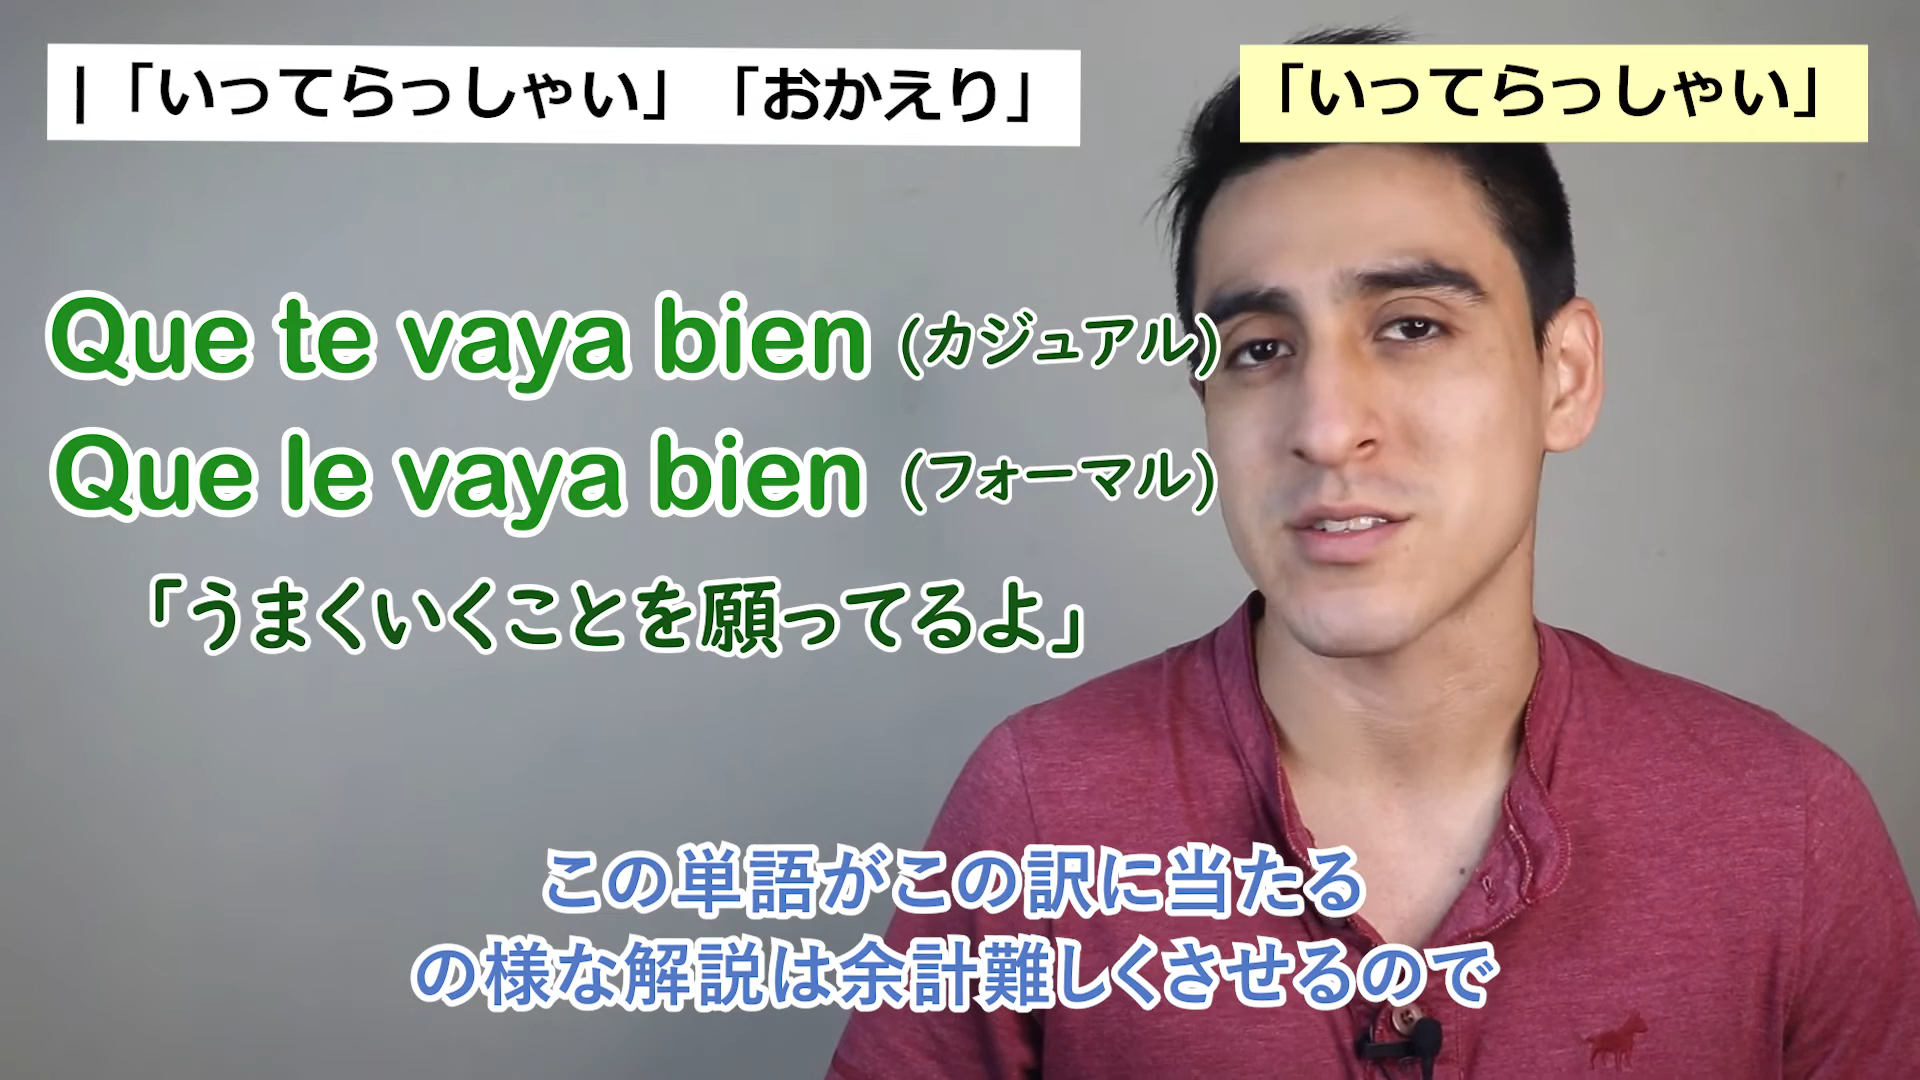 |「いってらっしゃい」「おかえり」
「いってらっしゃい」
Que te vaya bien (カジュアル)
Que le vaya bien (フォーマル)
「うまくいくことを願ってるよ」
この単語がこの訳に当たる
の様な解説は余計難しくさせるので